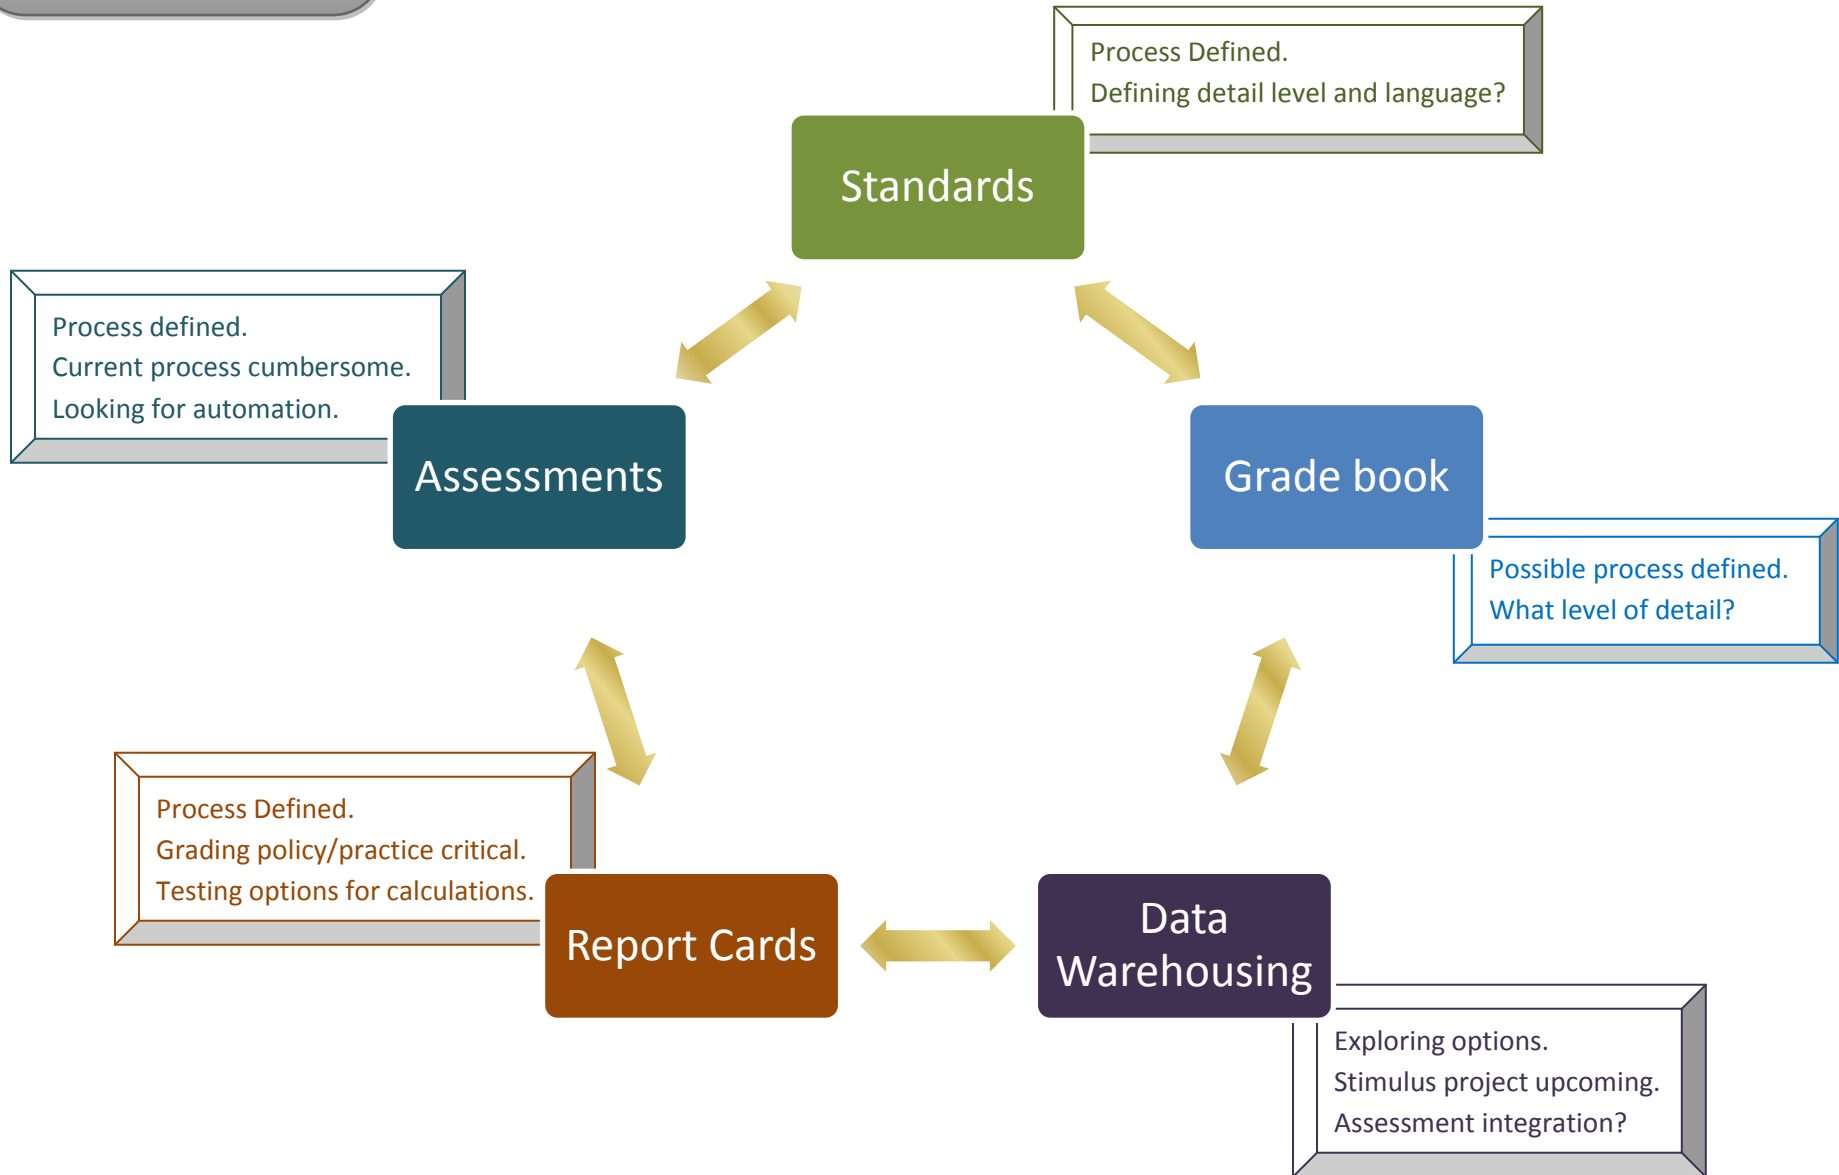 Process Defined.
Defining detail level and language?
Standards
Process defined.
Current process cumbersome.
Looking for automation.
Assessments
Grade book
Possible process defined.
What level of detail?
Process Defined.
Grading policy/practice critical.
Testing options for calculations.
Report Cards
Data
Warehousing
Exploring options.
Stimulus project upcoming.
Assessment integration?